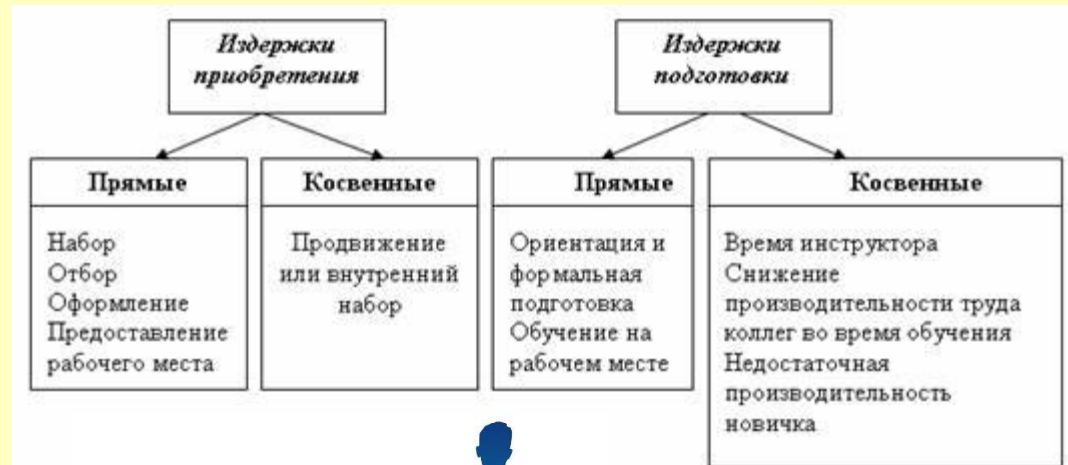 Издержки
приобретения
Издержки
подготовки
Прямые
Набор
Отбор
Оформление
Предоставление
рабочего места
Косвенные
Продвижение
или внутренний
набор
Прямые
Ориентация и
формальная
подготовка
Обучение на
рабочем месте
Косвенные
Время инструктора
Снижение
производительности труда
коллег во время обучения
Недостаточная
производительность
новичка